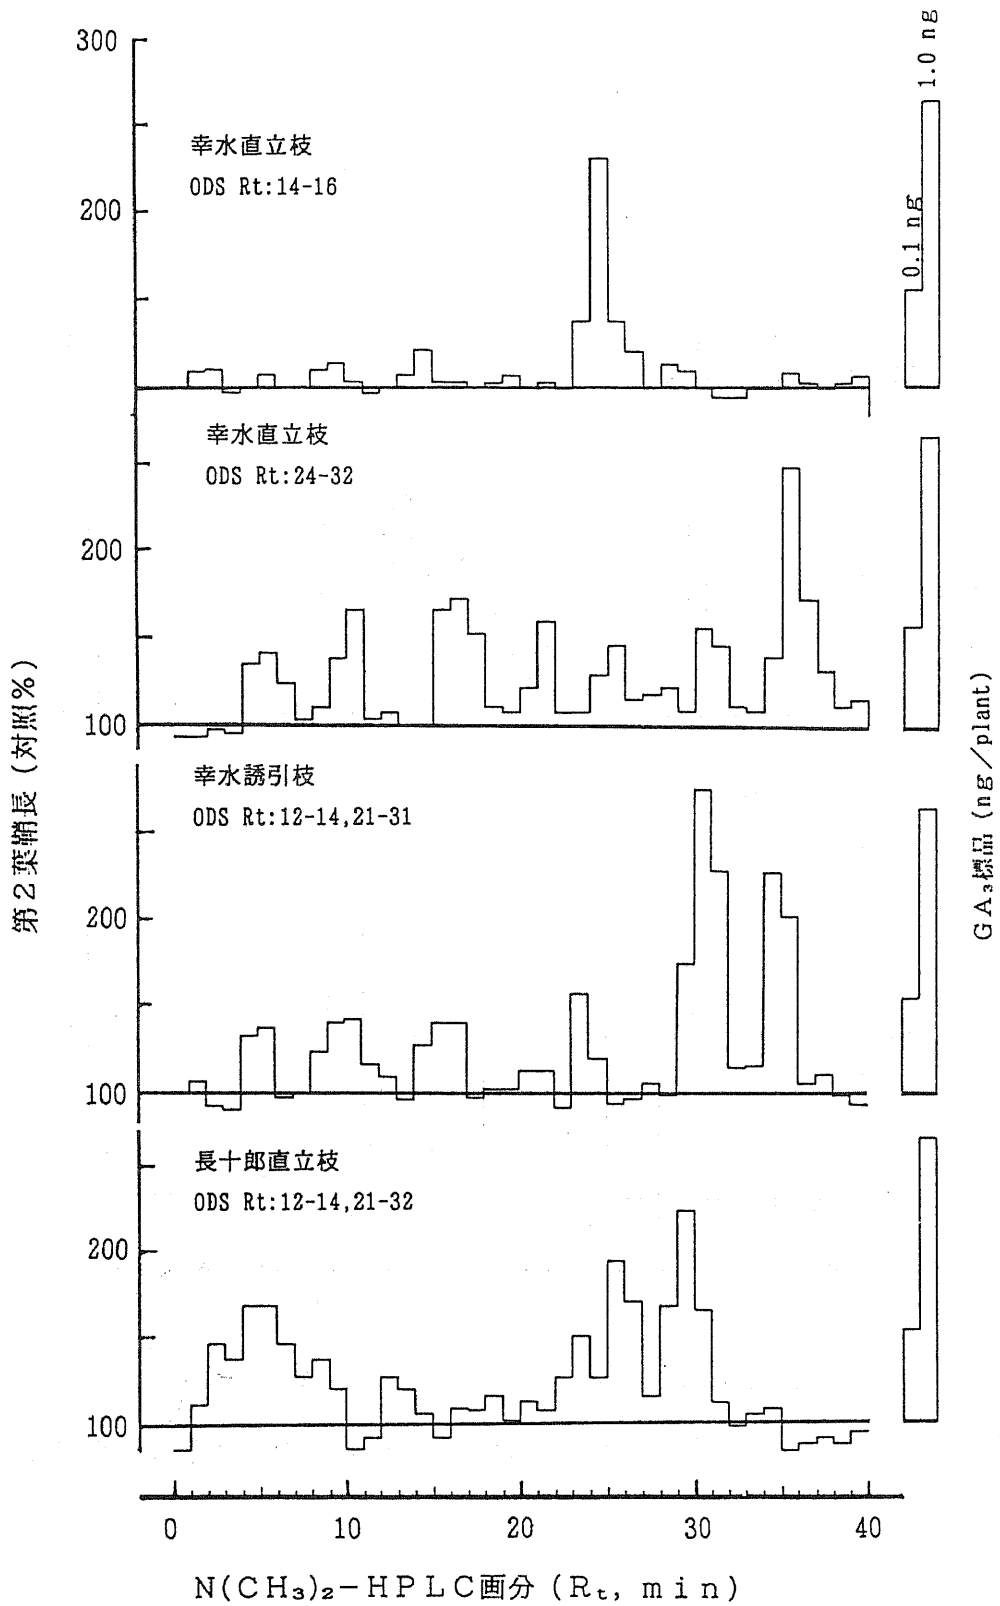 300
200
幸水直立枝
ODS Rt:14-16
0.1 ng
1.0 ng
幸水直立枝
ODS Rt:24-32
200
100
幸水誘引枝
ODS Rt:12-14,21-31
200
100
長十郎直立枝
ODS Rt:12-14,21-32
200
100
第2葉鞘長 (対照%)
GA₃標品 (ng/plant)
0 10 20 30 40
N(CH₃)₂-HPLC画分 (Rt, min)